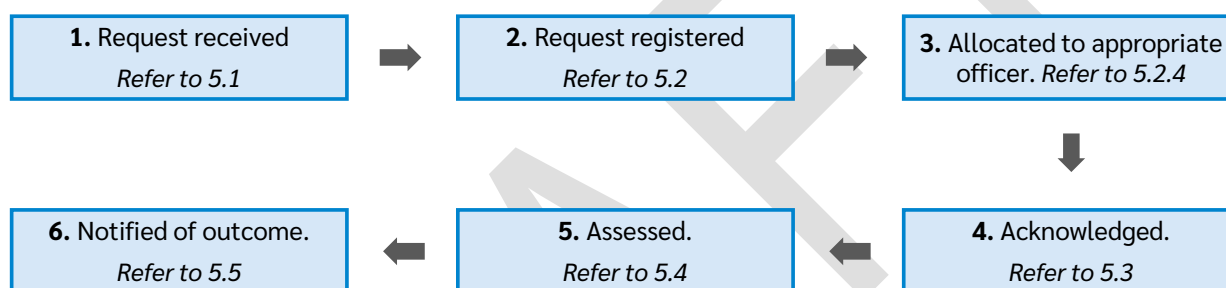 1. Request received
Refer to 5.1
2. Request registered
Refer to 5.2
3. Allocated to appropriate
officer. Refer to 5.2.4
4. Acknowledged.
Refer to 5.3
5. Assessed.
Refer to 5.4
6. Notified of outcome.
Refer to 5.5